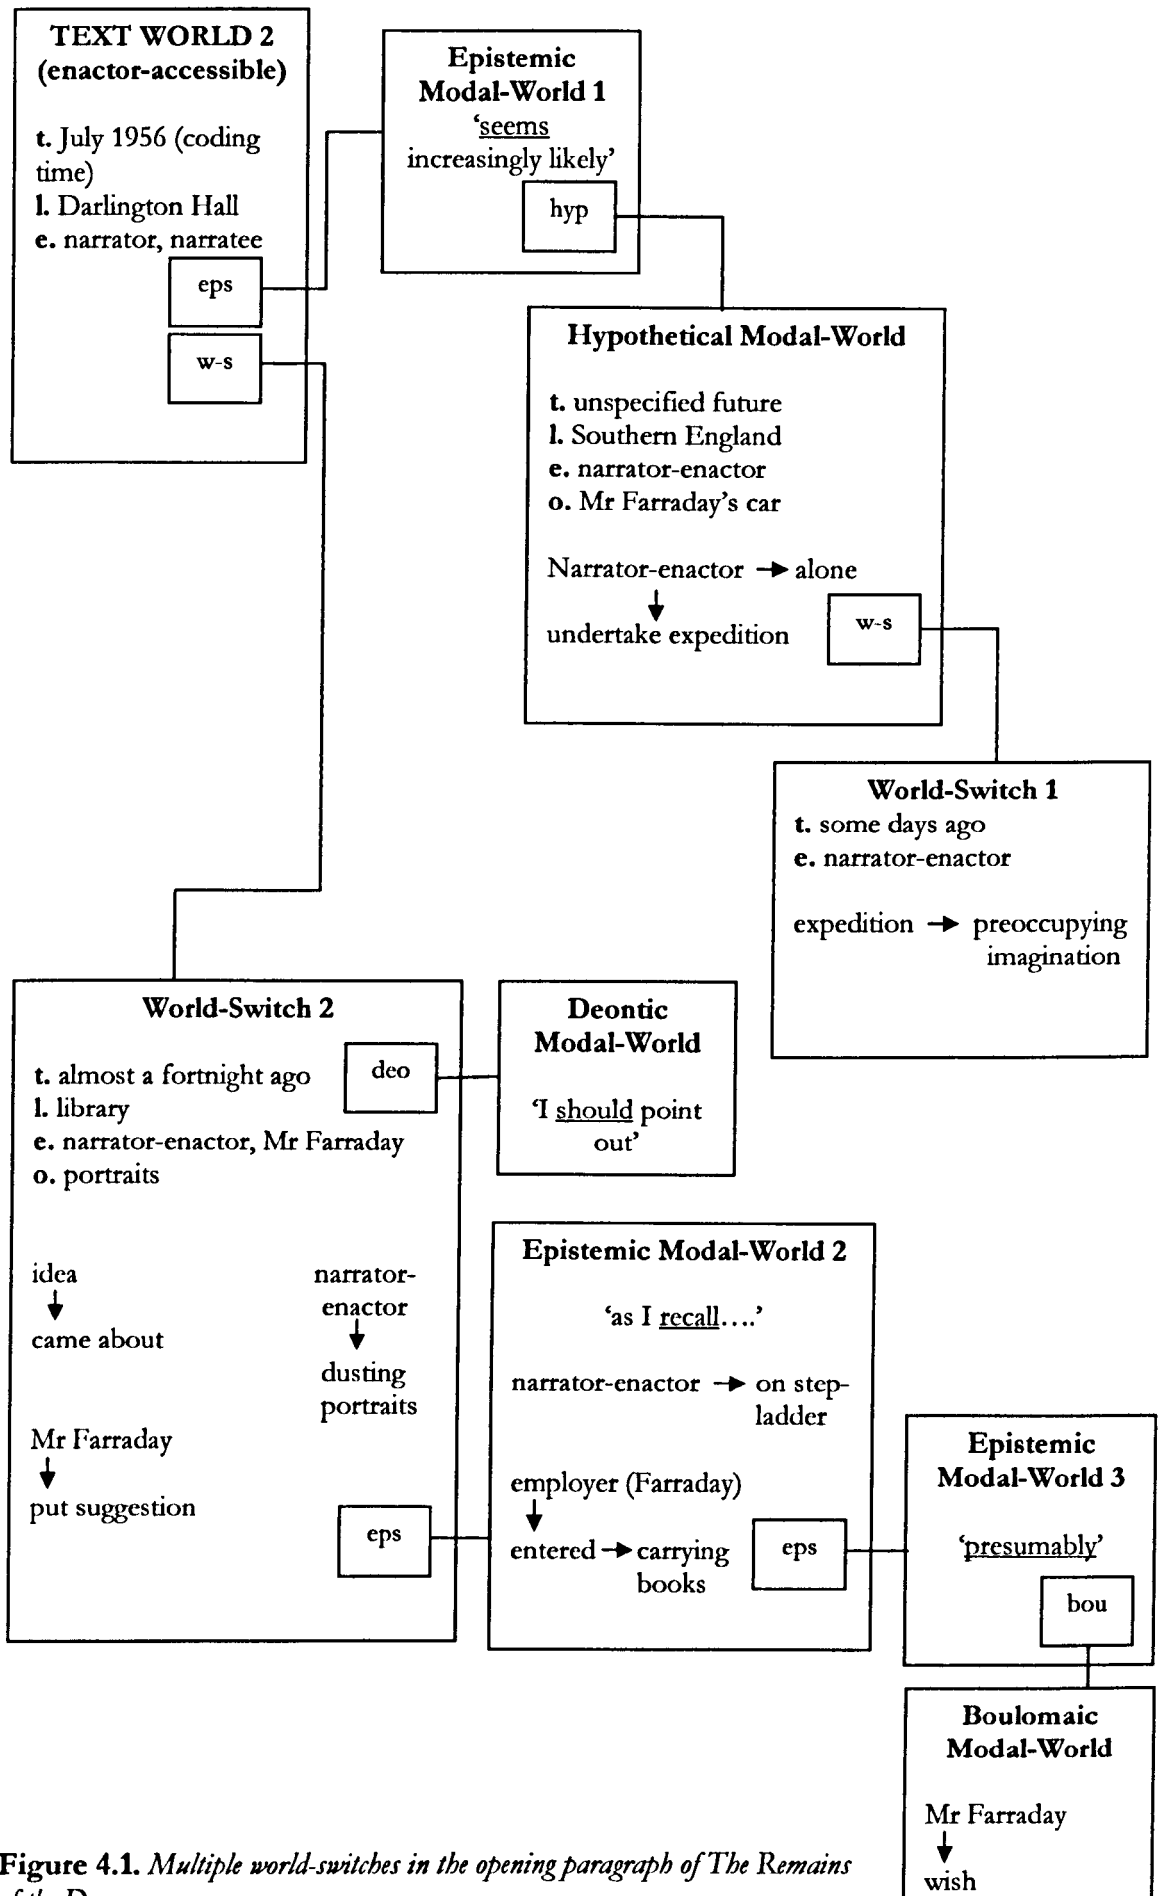 TEXT WORLD 2
(enactor-accessible)
t. July 1956 (coding
time)
l. Darlington Hall
e. narrator, narratee
eps
w-s
Epistemic
Modal-World 1
‘seems
increasingly likely’
hyp
Hypothetical Modal-World
t. unspecified future
l. Southern England
e. narrator-enactor
o. Mr Farraday's car
Narrator-enactor → alone
↓
undertake expedition
w-s
World-Switch 1
t. some days ago
e. narrator-enactor
expedition → preoccupying
imagination
World-Switch 2
t. almost a fortnight ago
l. library
e. narrator-enactor, Mr Farraday
o. portraits
deo
idea
↓
came about
narrator-
enactor
↓
dusting
portraits
Mr Farraday
↓
put suggestion
eps
Deontic
Modal-World
‘I should point
out’
Epistemic Modal-World 2
‘as I recall….’
narrator-enactor → on step-
ladder
employer (Farraday)
↓
entered → carrying
books
eps
Epistemic
Modal-World 3
‘presumably’
bou
Boulomaic
Modal-World
Mr Farraday
↓
wish
Figure 4.1. Multiple world-switches in the opening paragraph of The Remains